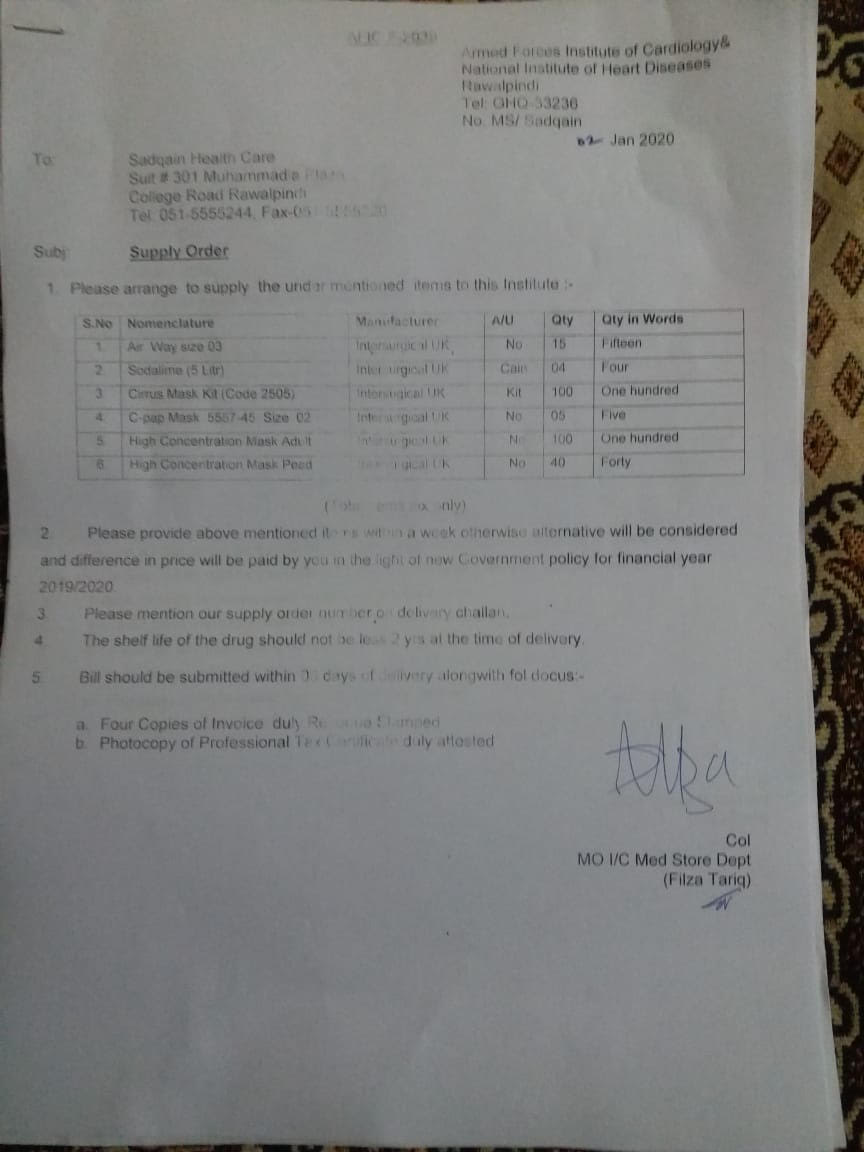 Armed Forces Institute of Cardiology&
National Institute of Heart Diseases
Rawalpindi
Tel: GHQ-33236
No. MS/ Sadqain
02 Jan 2020
To:
Sadqain Health Care
Suit # 301 Muhammadia Plaza
College Road Rawalpindi
Tel: 051-5555244, Fax-05
Subj:
Supply Order
1. Please arrange to supply the under mentioned items to this Institute :-
S.No Nomenclature Manufacturer A/U Qty Qty in Words
1. Air Way size 03 Intersurgical UK No 15 Fifteen
2. Sodalime (5 Litr) Intersurgical UK Cain 04 Four
3. Cirrus Mask Kit (Code 2505) Intersurgical UK Kit 100 One hundred
4. C-pap Mask 5557-45 Size 02 Intersurgical UK No 05 Five
5. High Concentration Mask Adult Intersurgical UK No 100 One hundred
6. High Concentration Mask Peed Intersurgical UK No 40 Forty
only)
2. Please provide above mentioned items within a week otherwise alternative will be considered
and difference in price will be paid by you in the light of new Government policy for financial year
2019/2020.
3. Please mention our supply order number on delivery challan.
4. The shelf life of the drug should not be less 2 yrs at the time of delivery.
5. Bill should be submitted within days of delivery alongwith fol docus:-
a. Four Copies of Invoice duly Revenue Stamped
b. Photocopy of Professional Tax Certificate duly attested
Col
MO I/C Med Store Dept
(Filza Tariq)